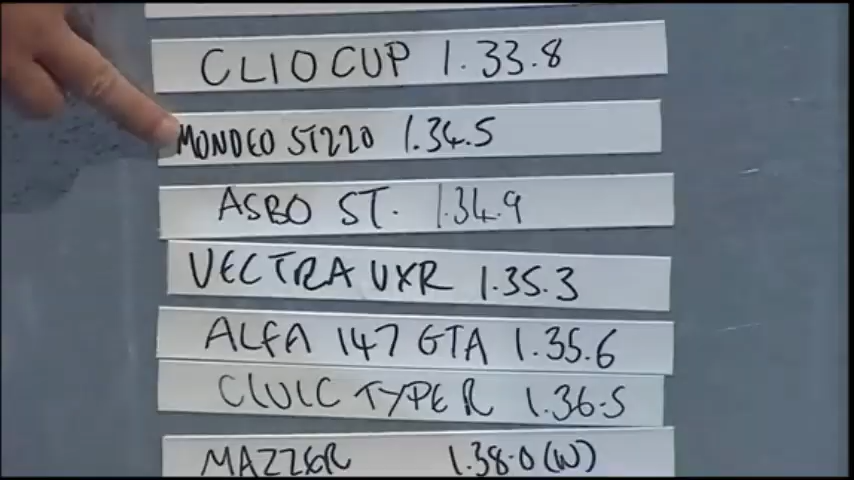 CLIO CUP 1.33.8
MONDEO ST220 1.34.5
ASBO ST. 1.34.9
VECTRA VXR 1.35.3
ALFA 147 GTA 1.35.6
CIVIC TYPE R 1.36.5
MAZZER 1.38.0 (W)